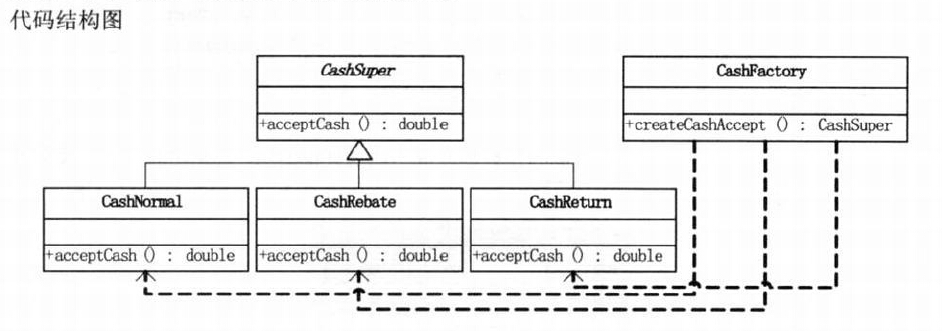 代码结构图
CashSuper
+acceptCash () : double
CashFactory
+createCashAccept () : CashSuper
CashNormal
+acceptCash () : double
CashRebate
+acceptCash () : double
CashReturn
+acceptCash () : double